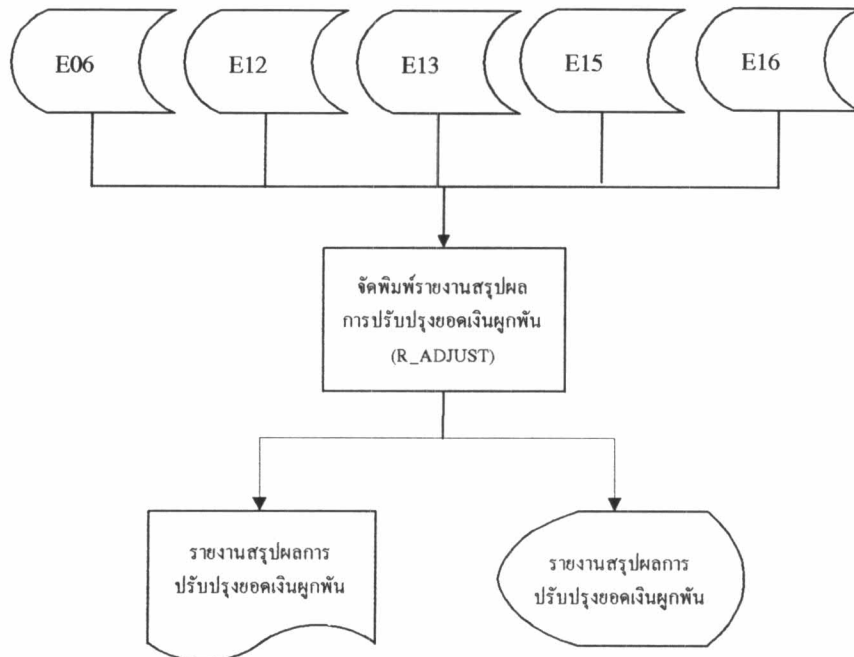 E06
E12
E13
E15
E16
จัดพิมพ์รายงานสรุปผล
การปรับปรุงยอดเงินผูกพัน
(R_ADJUST)
รายงานสรุปผลการ
ปรับปรุงยอดเงินผูกพัน
รายงานสรุปผลการ
ปรับปรุงยอดเงินผูกพัน